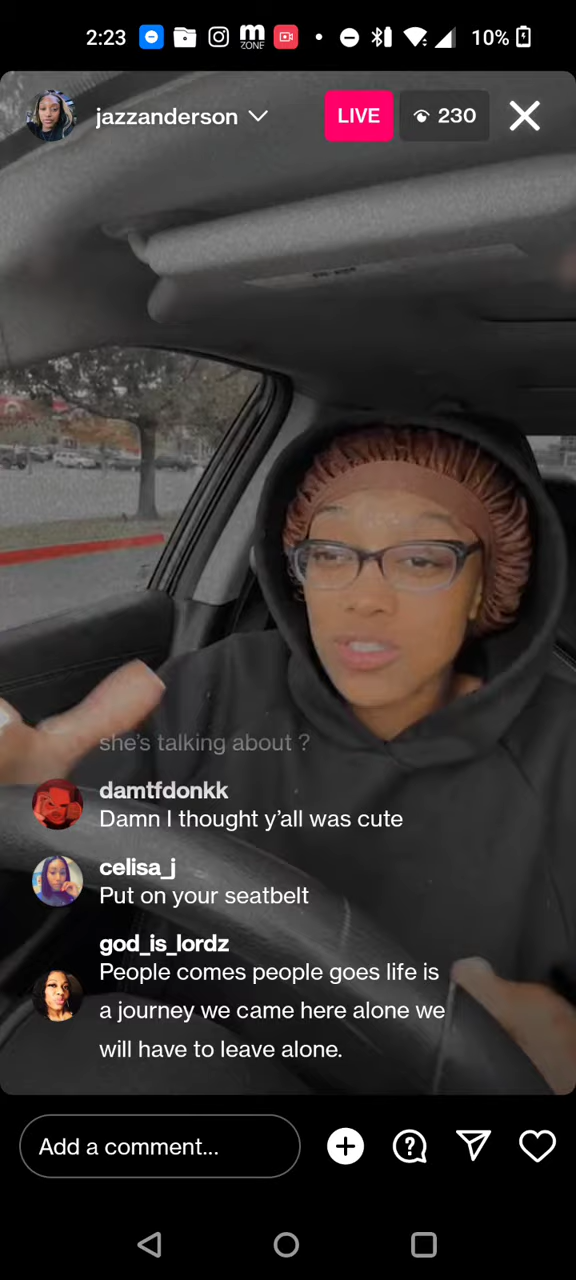 2:23 m ZONE 10%
jazzanderson LIVE 230
she's talking about ?
damtfdonkk
Damn I thought y'all was cute
celisa_j
Put on your seatbelt
god_is_lordz
People comes people goes life is
a journey we came here alone we
will have to leave alone.
Add a comment...